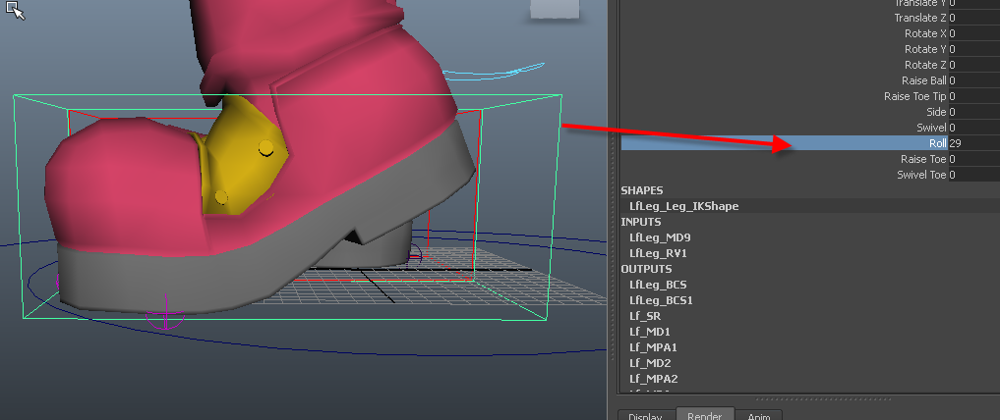 Translate Y 0
Translate Z 0
Rotate X 0
Rotate Y 0
Rotate Z 0
Raise Ball 0
Raise Toe Tip 0
Side 0
Swivel 0
Roll 29
Raise Toe 0
Swivel Toe 0
SHAPES
LfLeg_Leg_IKShape
INPUTS
LfLeg_MD9
LfLeg_RV1
OUTPUTS
LfLeg_BCS
LfLeg_BCS1
Lf_SR
Lf_MD1
Lf_MPA1
Lf_MD2
Lf_MPA2
Display Render Anim